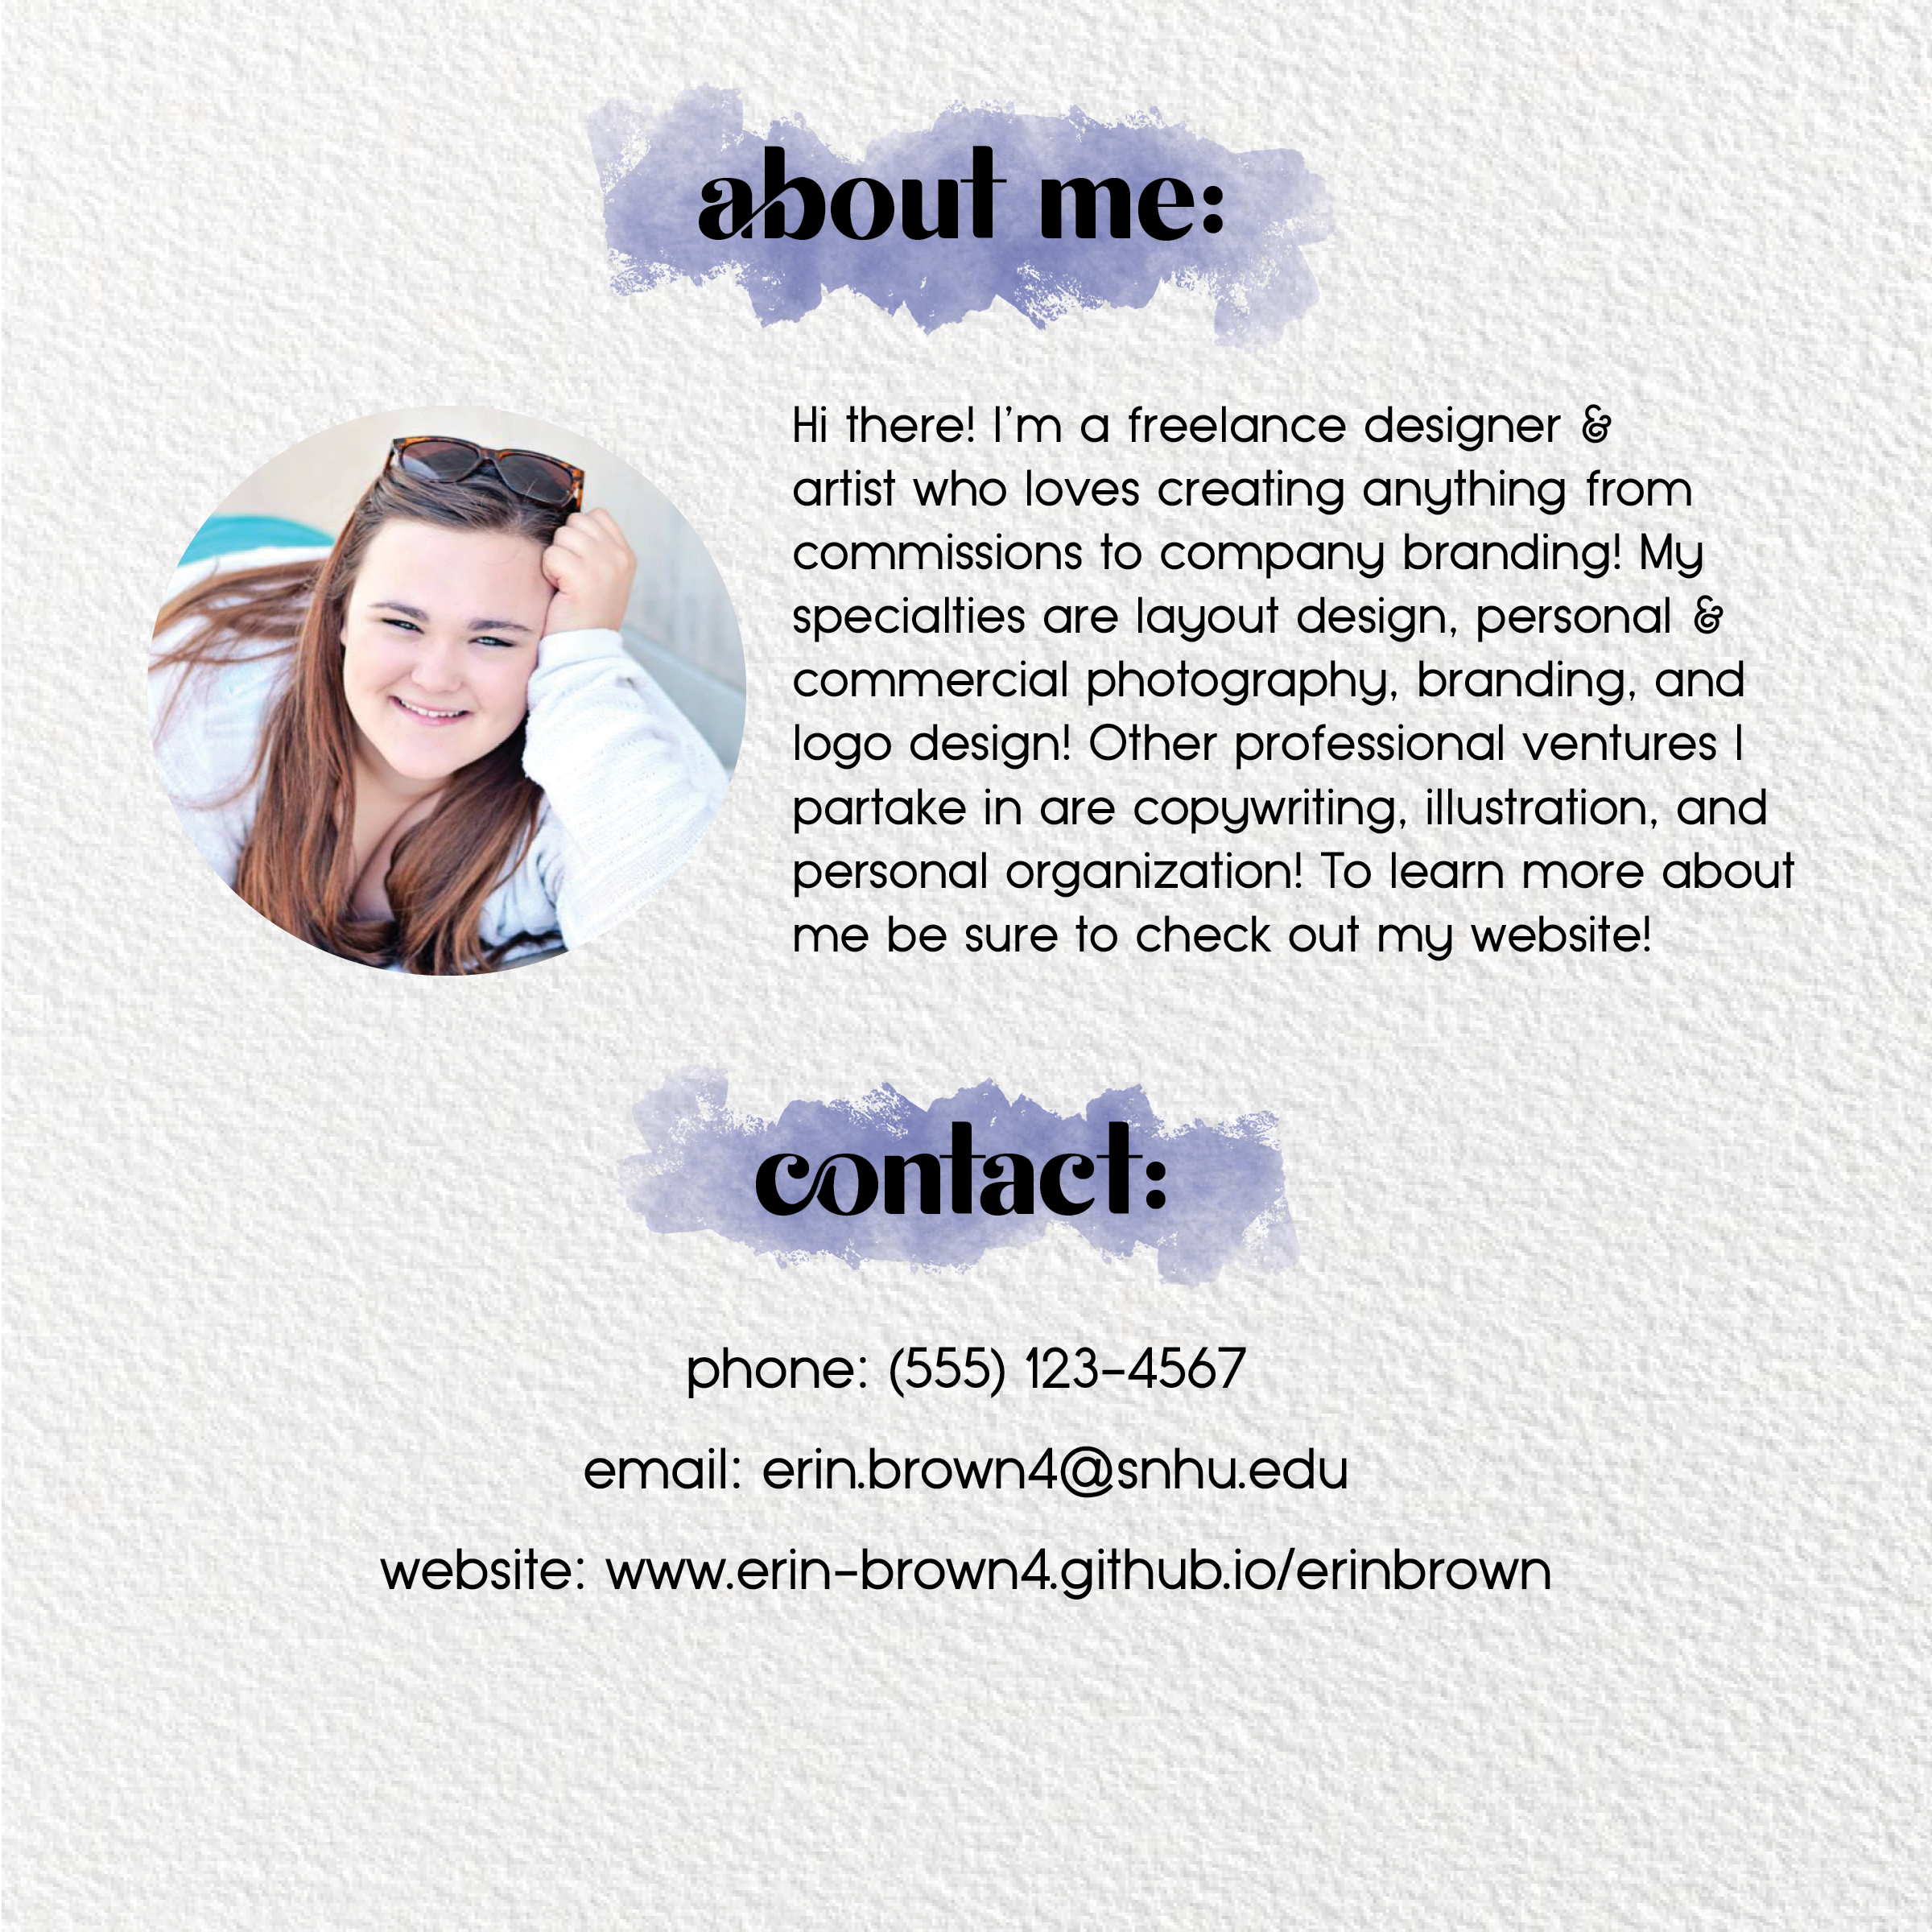 about me:
Hi there! I'm a freelance designer &
artist who loves creating anything from
commissions to company branding! My
specialties are layout design, personal &
commercial photography, branding, and
logo design! Other professional ventures I
partake in are copywriting, illustration, and
personal organization! To learn more about
me be sure to check out my website!
contact:
phone: (555) 123-4567
email: erin.brown4@snhu.edu
website: www.erin-brown4.github.io/erinbrown